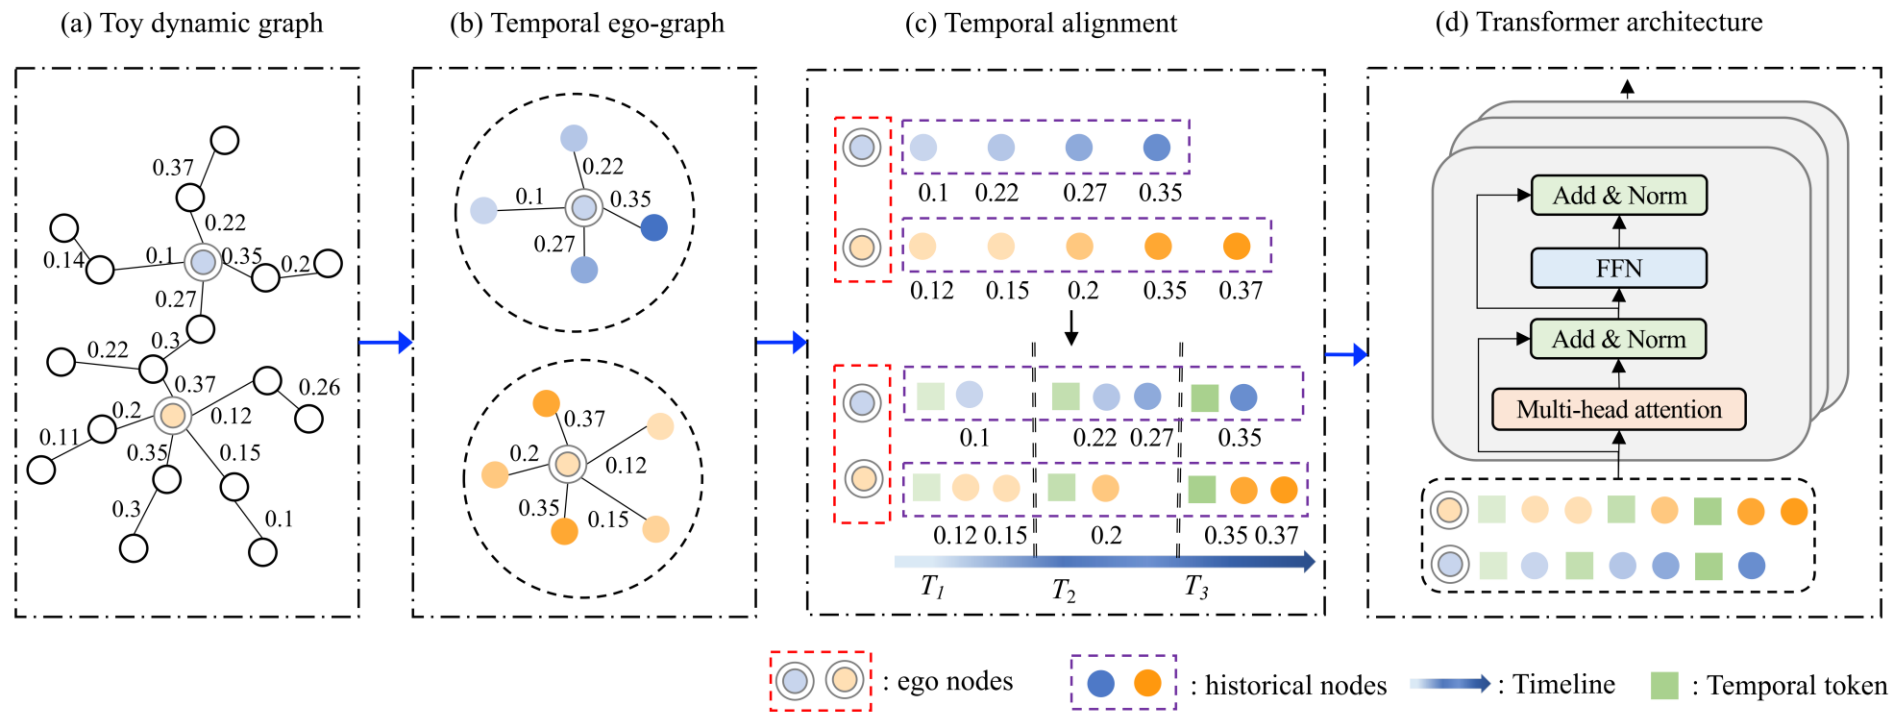 (a) Toy dynamic graph
(b) Temporal ego-graph
(c) Temporal alignment
(d) Transformer architecture
0.37
0.22
0.14
0.1
0.35
0.2
0.27
0.3
0.22
0.37
0.26
0.2
0.12
0.11
0.35
0.15
0.3
0.1
0.22
0.1
0.35
0.27
0.37
0.2
0.12
0.35
0.15
0.1 0.22 0.27 0.35
0.12 0.15 0.2 0.35 0.37
0.1 0.22 0.27 0.35
0.12 0.15 0.2 0.35 0.37
T1 T2 T3
Add & Norm
FFN
Add & Norm
Multi-head attention
: ego nodes
: historical nodes
: Timeline
: Temporal token